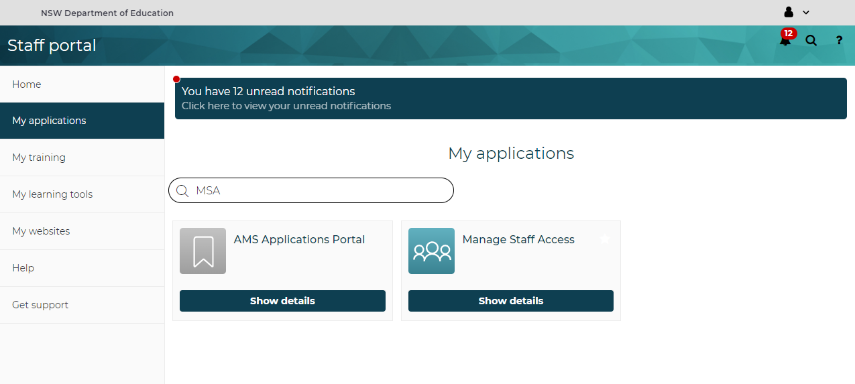 NSW Department of Education
Staff portal
12
?
Home
My applications
My training
My learning tools
My websites
Help
Get support
You have 12 unread notifications
Click here to view your unread notifications
My applications
MSA
AMS Applications Portal
Show details
Manage Staff Access
Show details